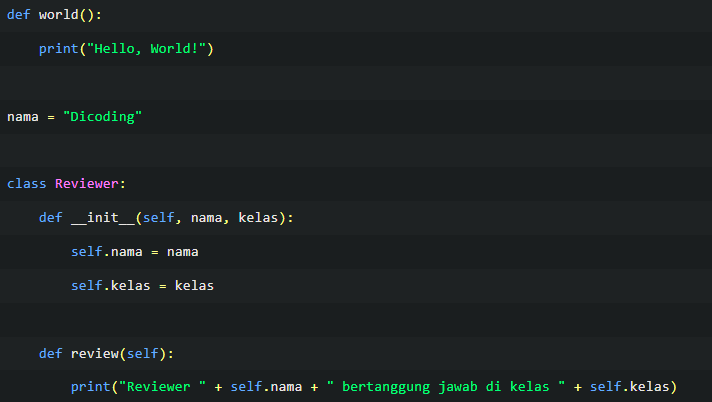 def world():
    print("Hello, World!")
nama = "Dicoding"
class Reviewer:
    def __init__(self, nama, kelas):
        self.nama = nama
        self.kelas = kelas
    def review(self):
        print("Reviewer " + self.nama + " bertanggung jawab di kelas " + self.kelas)